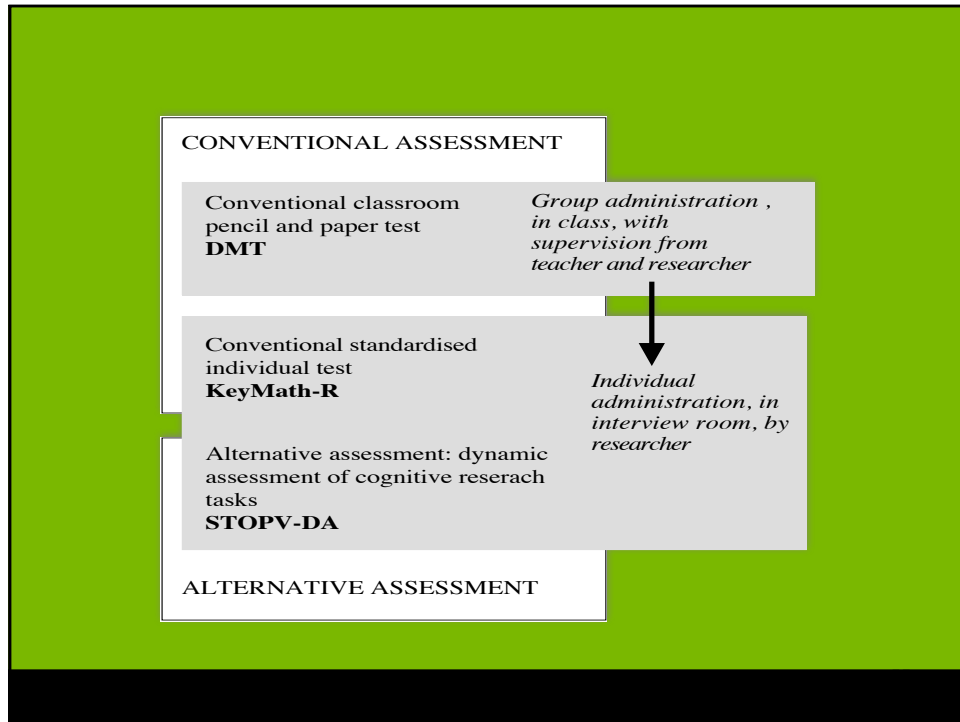 CONVENTIONAL ASSESSMENT
Conventional classroom
pencil and paper test
DMT
Group administration ,
in class, with
supervision from
teacher and researcher
Conventional standardised
individual test
KeyMath-R
Individual
administration, in
interview room, by
researcher
Alternative assessment: dynamic
assessment of cognitive reserach
tasks
STOPV-DA
ALTERNATIVE ASSESSMENT